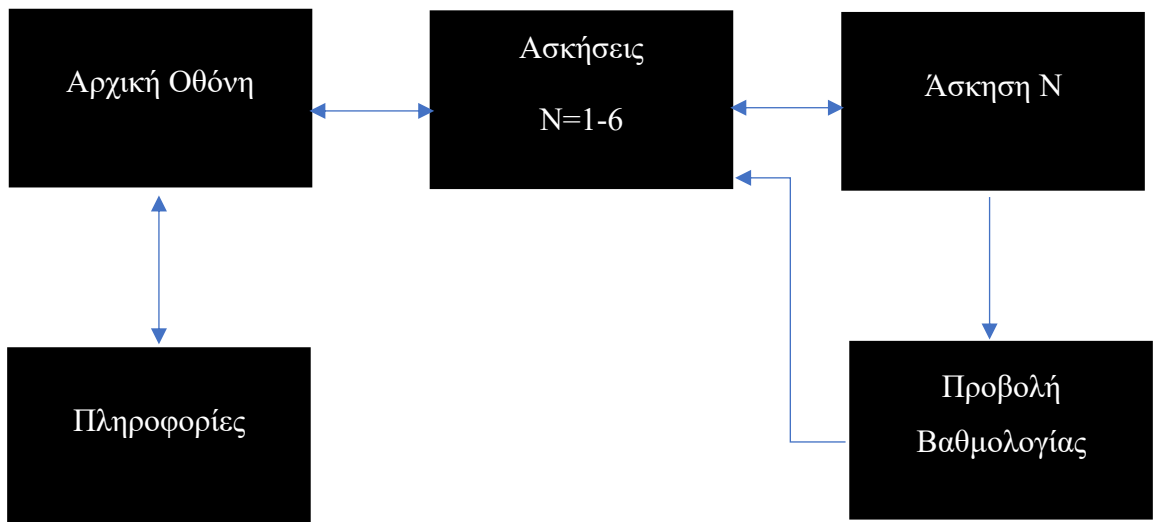 Αρχική Οθόνη
Ασκήσεις
Ν=1-6
Άσκηση Ν
Πληροφορίες
Προβολή
Βαθμολογίας